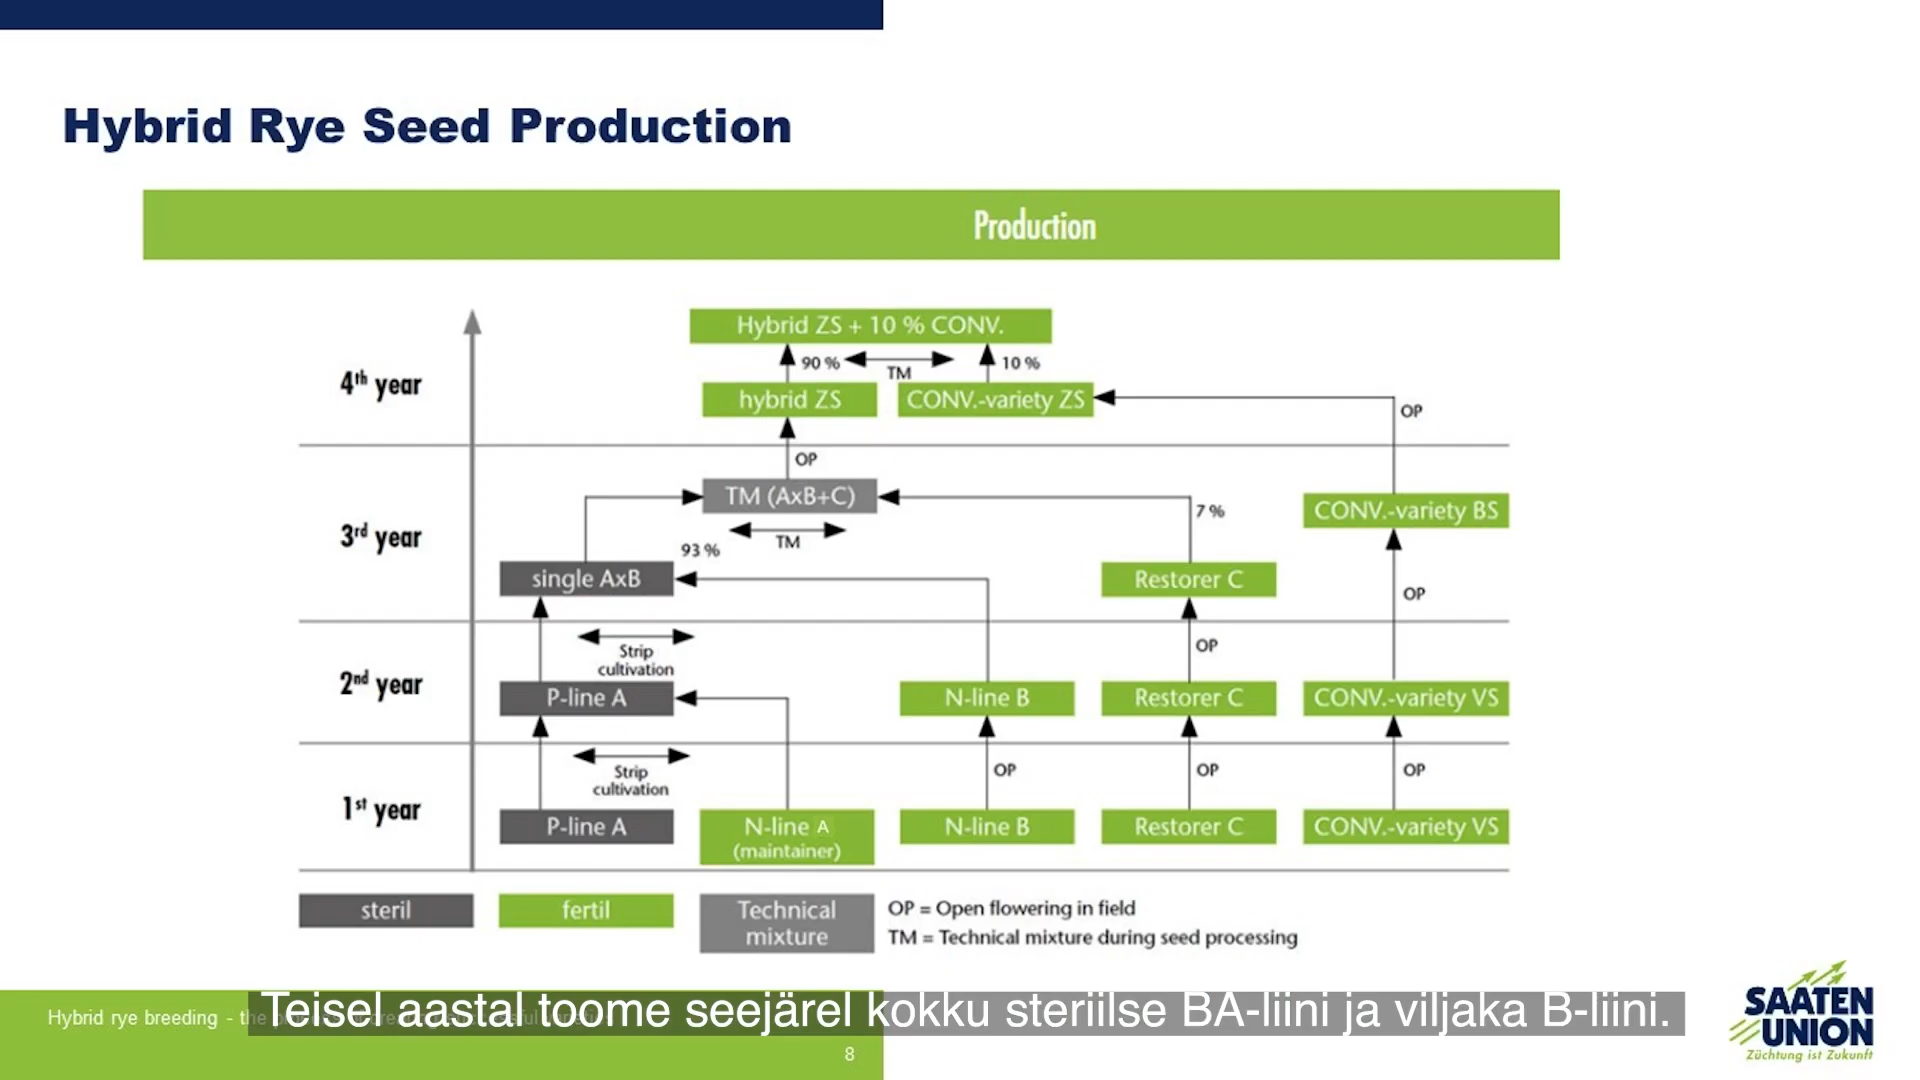 Hybrid Rye Seed Production
Production
Hybrid ZS + 10 % CONV.
90 %
TM
10 %
4th year
hybrid ZS
CONV.-variety ZS
OP
OP
TM (AxB+C)
CONV.-variety BS
7 %
3rd year
TM
93 %
single AxB
Restorer C
OP
Strip
cultivation
OP
2nd year
P-line A
N-line B
Restorer C
CONV.-variety VS
Strip
cultivation
OP
OP
OP
1st year
P-line A
N-line A
(maintainer)
N-line B
Restorer C
CONV.-variety VS
steril
fertil
Technical
mixture
OP = Open flowering in field
TM = Technical mixture during seed processing
Hybrid rye breeding - the
Teisel aastal toome seejärel kokku steriilse BA-liini ja viljaka B-liini.
8
SAATEN
UNION
Züchtung ist Zukunft